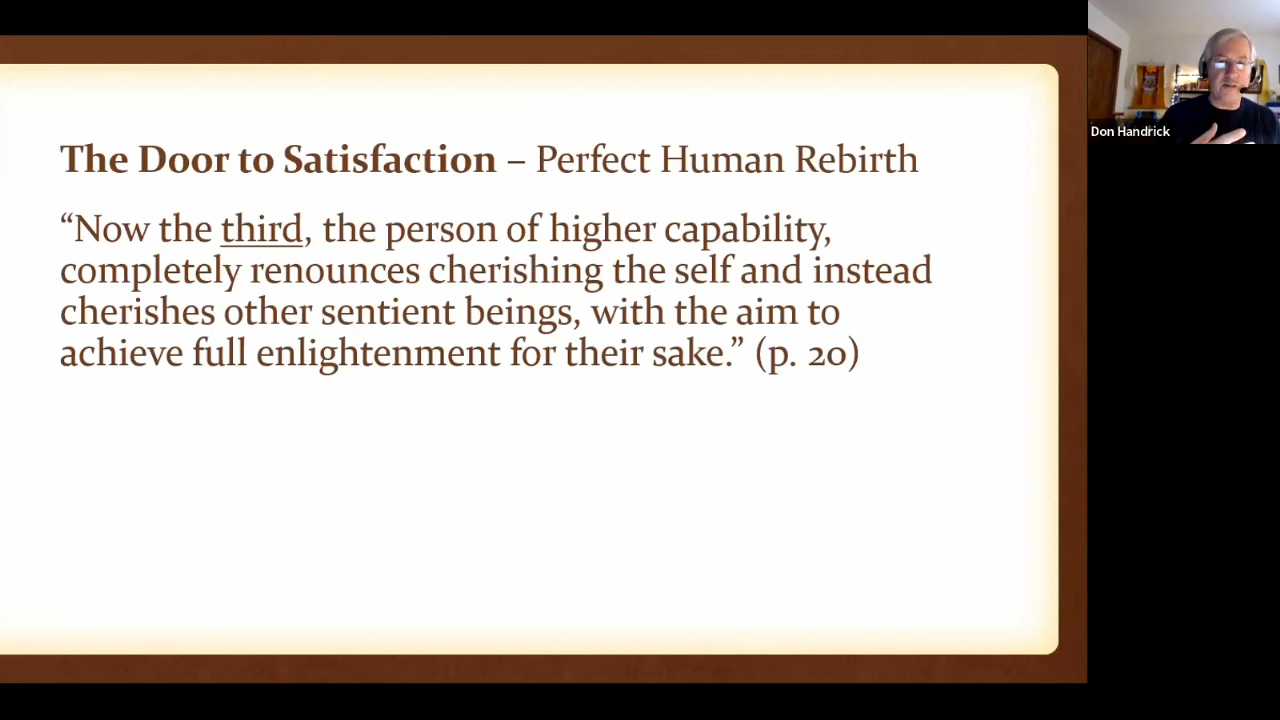 The Door to Satisfaction – Perfect Human Rebirth
“Now the third, the person of higher capability,
completely renounces cherishing the self and instead
cherishes other sentient beings, with the aim to
achieve full enlightenment for their sake.” (p. 20)
Don Handrick